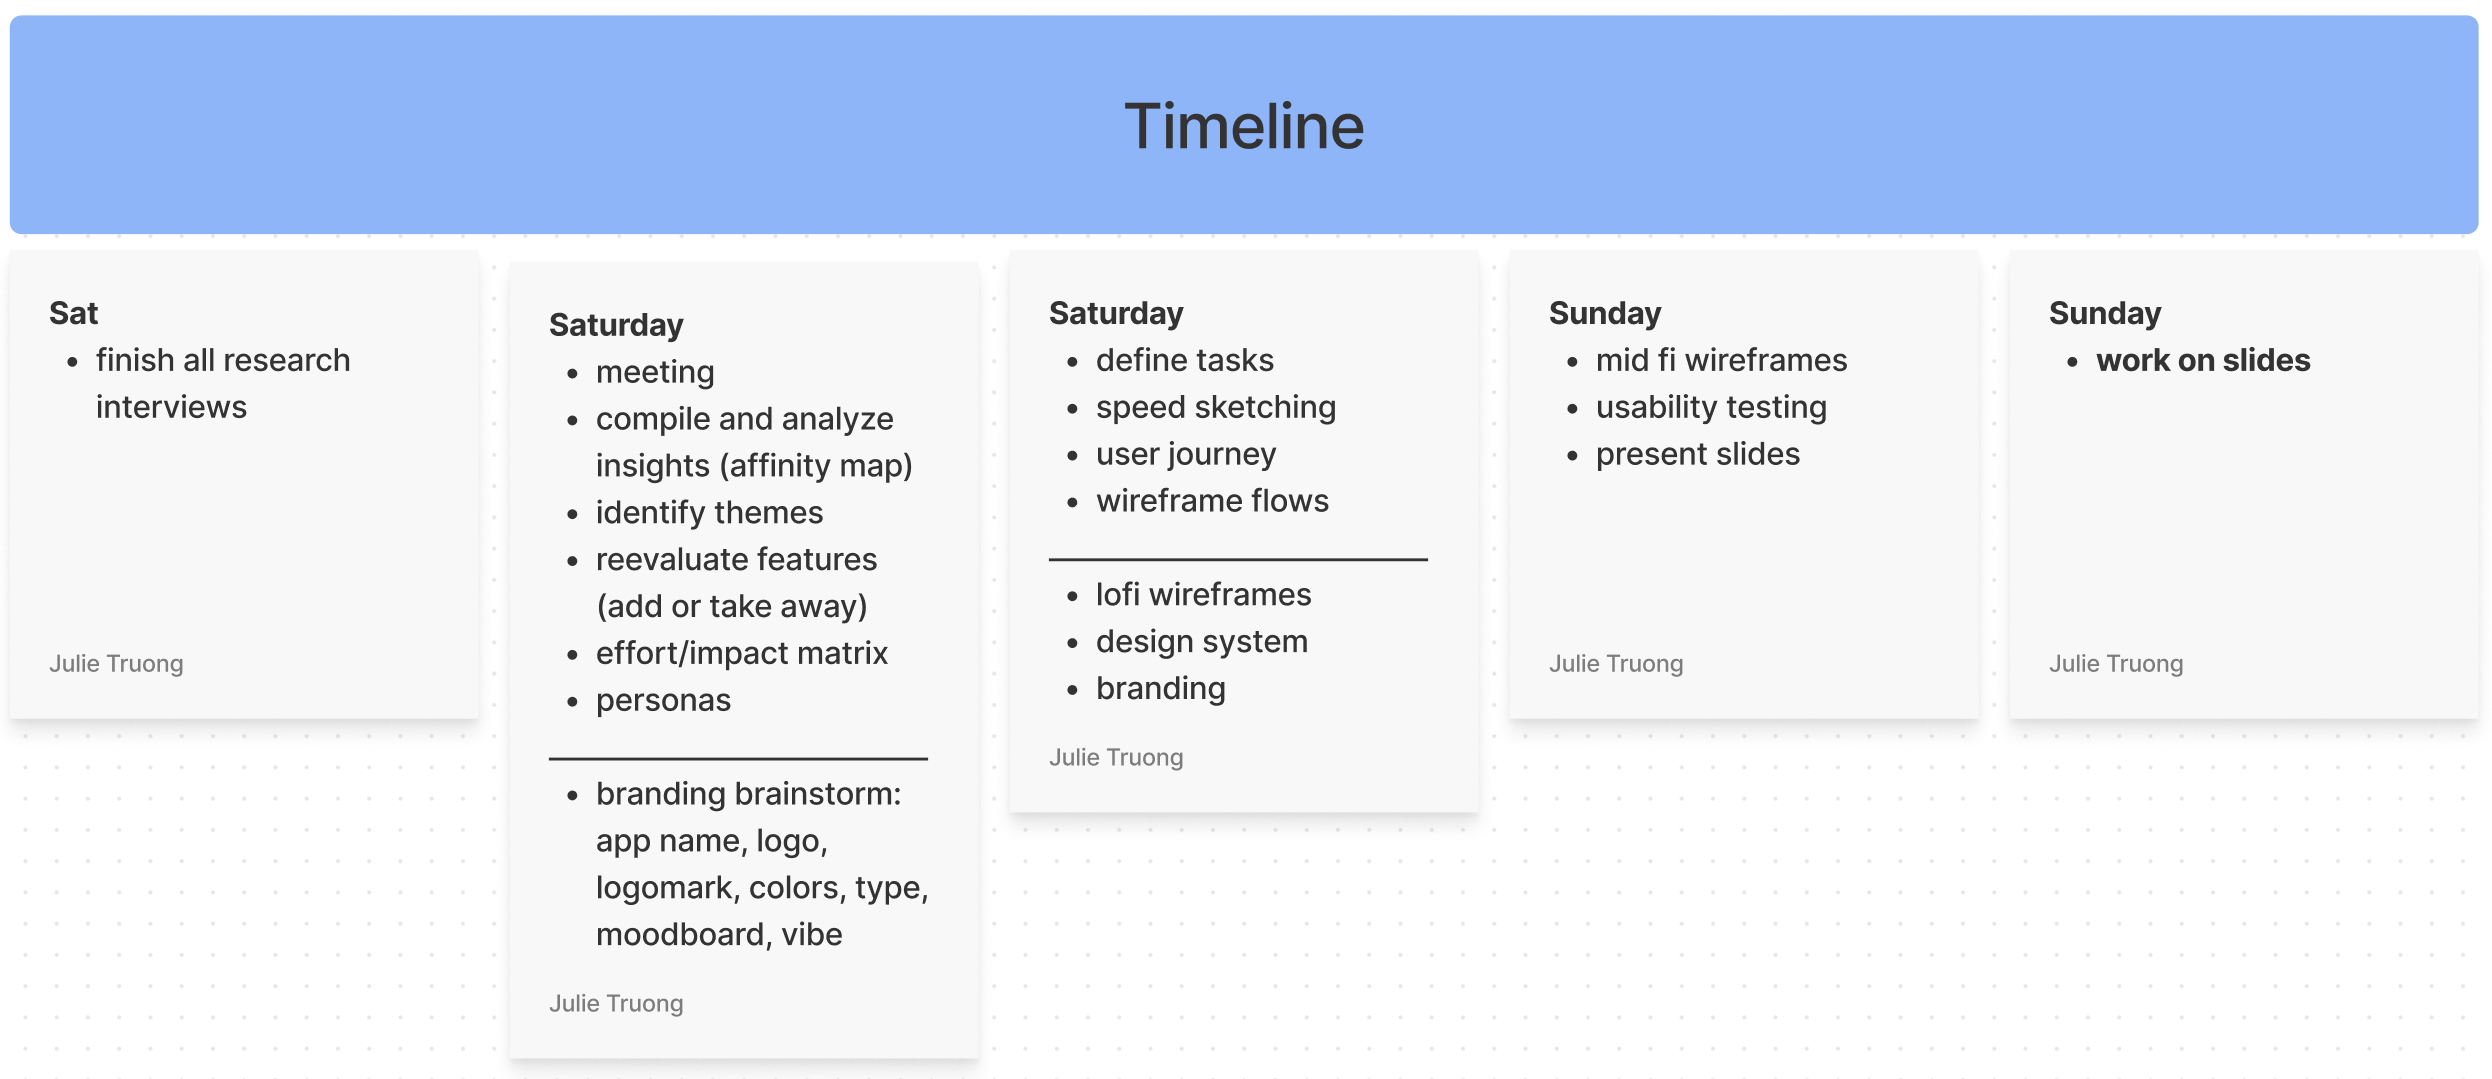 Timeline
Sat
• finish all research
interviews
Julie Truong
Saturday
• meeting
• compile and analyze
insights (affinity map)
• identify themes
• reevaluate features
(add or take away)
• effort/impact matrix
• personas
• branding brainstorm:
app name, logo,
logomark, colors, type,
moodboard, vibe
Julie Truong
Saturday
• define tasks
• speed sketching
• user journey
• wireframe flows
• lofi wireframes
• design system
• branding
Julie Truong
Sunday
• mid fi wireframes
• usability testing
• present slides
Julie Truong
Sunday
• work on slides
Julie Truong